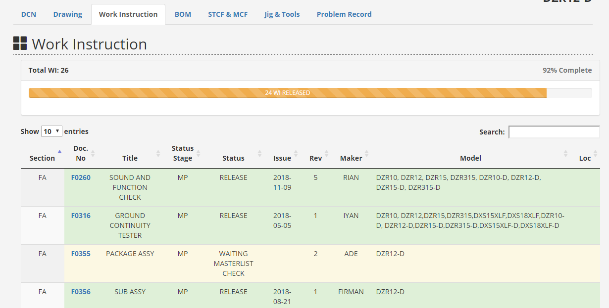 DZR12-D
DCN Drawing Work Instruction BOM STCF & MCF Jig & Tools Problem Record
Work Instruction
Total WI: 26 92% Complete
24 WI RELEASED
Show 10 entries Search:
Section Doc. No Title Status Stage Status Issue Rev Maker Model Loc
FA F0260 SOUND AND FUNCTION CHECK MP RELEASE 2018-11-09 5 RIAN DZR10, DZR12, DZR15, DZR315, DZR10-D, DZR12-D, DZR15-D, DZR315-D
FA F0316 GROUND CONTINUITY TESTER MP RELEASE 2018-05-05 1 IYAN DZR10, DZR12,DZR15,DZR315,DXS15XLF,DXS18XLF,DZR10-D, DZR12-D,DZR15-D,DZR315-D,DXS15XLF-D,DXS18XLF-D
FA F0355 PACKAGE ASSY MP WAITING MASTERLIST CHECK 2 ADE DZR12-D
FA F0356 SUB ASSY MP RELEASE 2018-08-21 1 FIRMAN DZR12-D